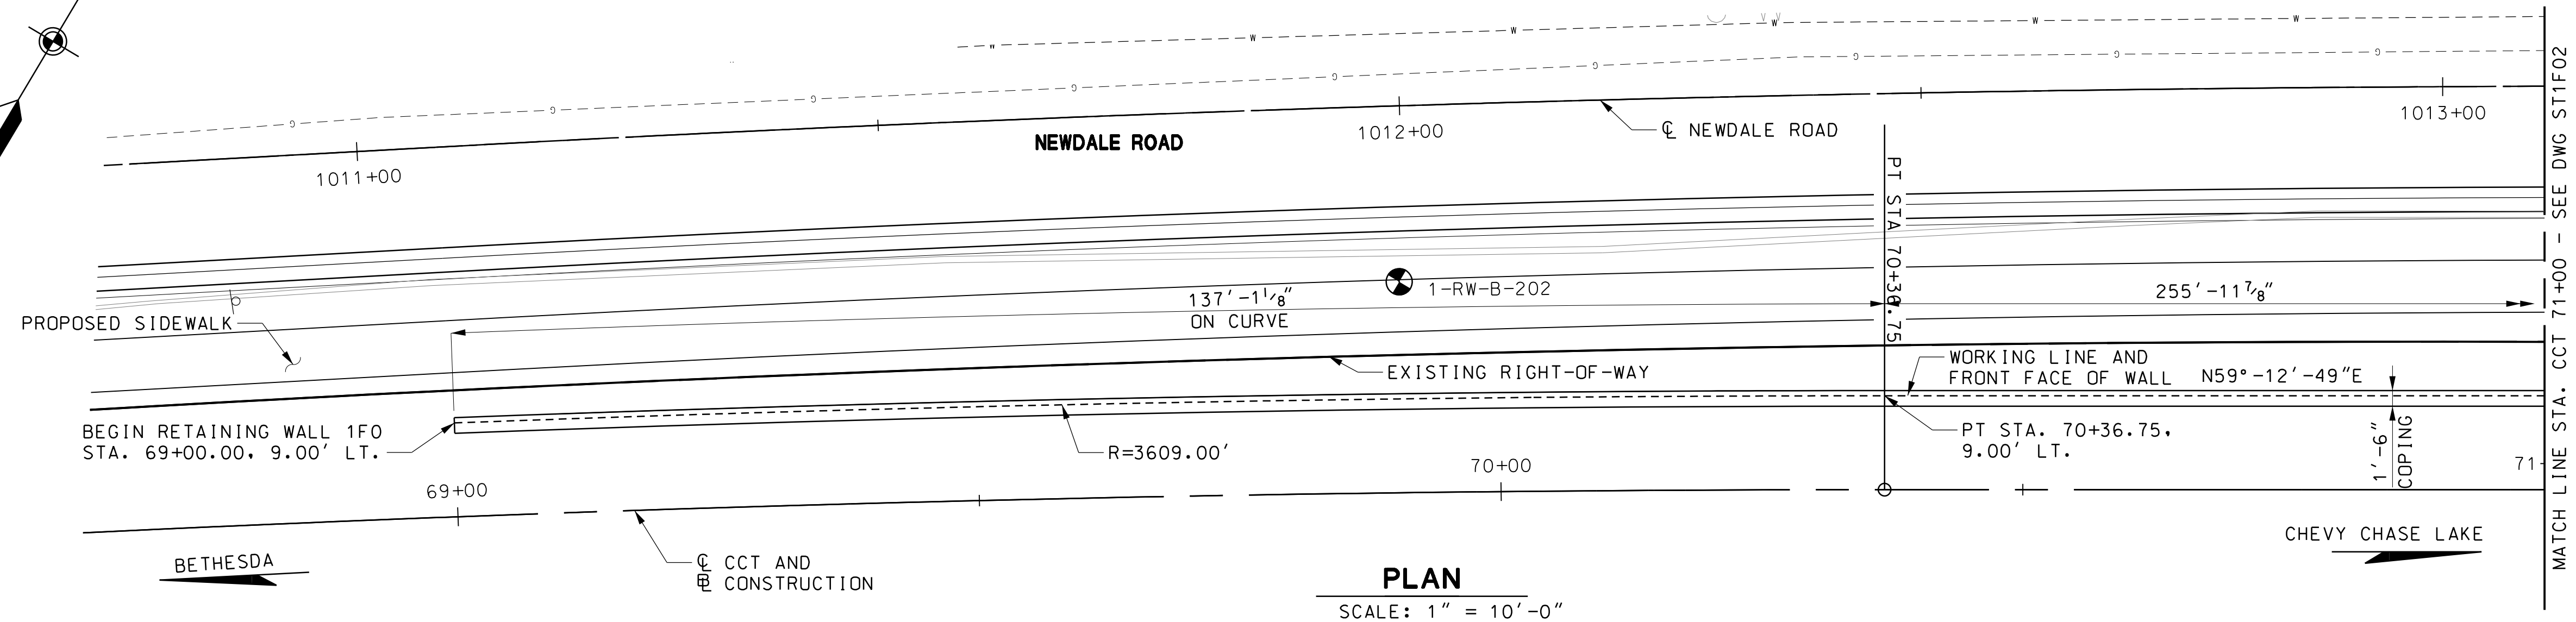 W W W W W W
G G G G G G G G G
1011+00
NEWDALE ROAD
1012+00
℄ NEWDALE ROAD
1013+00
PT STA 70+36.75
PROPOSED SIDEWALK
137'-1⅛"
ON CURVE
1-RW-B-202
255'-11⅞"
EXISTING RIGHT-OF-WAY
WORKING LINE AND
FRONT FACE OF WALL
N59°-12'-49"E
BEGIN RETAINING WALL 1FO
STA. 69+00.00, 9.00' LT.
R=3609.00'
PT STA. 70+36.75,
9.00' LT.
1'-6"
COPING
69+00
70+00
71
BETHESDA
℄ CCT AND
BL CONSTRUCTION
CHEVY CHASE LAKE
PLAN
SCALE: 1" = 10'-0"
MATCH LINE STA. CCT 71+00 - SEE DWG ST1F02